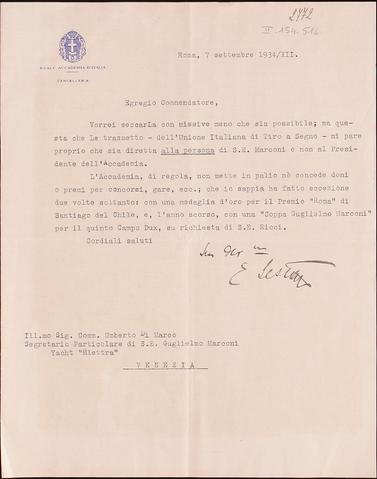 2472
II 154.516
REALE ACCADEMIA D'ITALIA
CANCELLERIA
Roma, 7 settembre 1934/XII.
Egregio Commendatore,
Vorrei seccarLa con missive meno che sia possibile; ma que
sta che Le trasmetto - dell'Unione Italiana di Tiro a Segno - mi pare
proprio che sia diretta alla persona di S.E. Marconi e non al Presi-
dente dell'Accademia.
L'Accademia, di regola, non mette in palio nè concede doni
o premi per concorsi, gare, ecc.; che io sappia ha fatto eccezione
due volte soltanto: con una medaglia d'oro per il Premio "Roma" di
Santiago del Chile, e, l'anno scorso, con una "Coppa Guglielmo Marconi"
per il quinto Campo Dux, su richiesta di S.E. Ricci.
Cordiali saluti
Ill.mo Sig. Comm. Umberto Di Marco
Segretario Particolare di S.E. Guglielmo Marconi
Yacht "Elettra"
VENEZIA